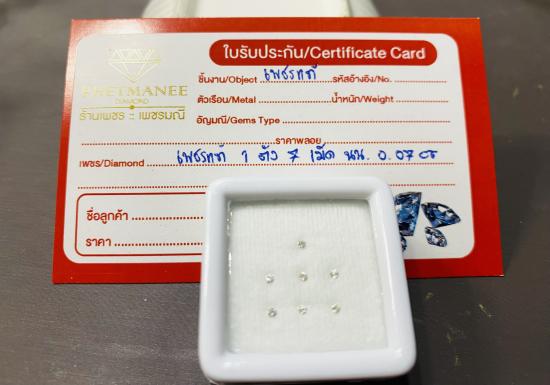 ใบรับประกัน/Certificate Card
PHETMANEE
DIAMOND
ร้านเพชร : เพชรมณี
ชิ้นงาน/Object เพชรแท้ รหัสอ้างอิง/No.
ตัวเรือน/Metal น้ำหนัก/Weight
อัญมณี/Gems Type
ราคาพลอย
เพชร/Diamond เพชรแท้ 1 ตัว 7 เม็ด นน. 0.07
ชื่อลูกค้า
ราคา